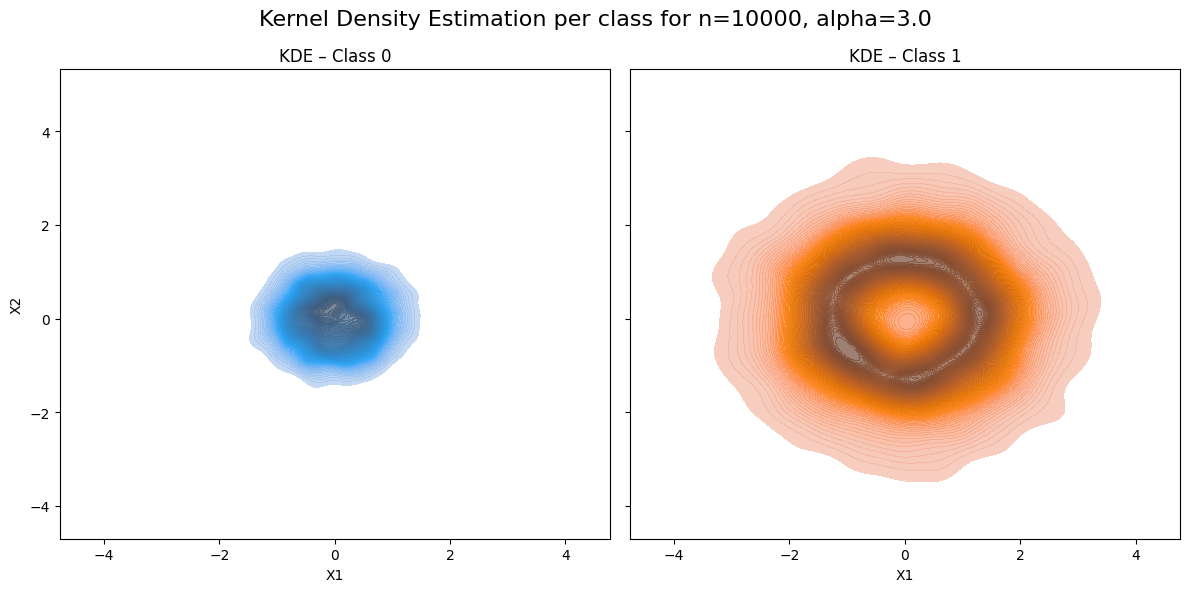 Kernel Density Estimation per class for n=10000, alpha=3.0
KDE – Class 0
KDE – Class 1
4
2
0
−2
−4
X2
−4 −2 0 2 4
X1
−4 −2 0 2 4
X1